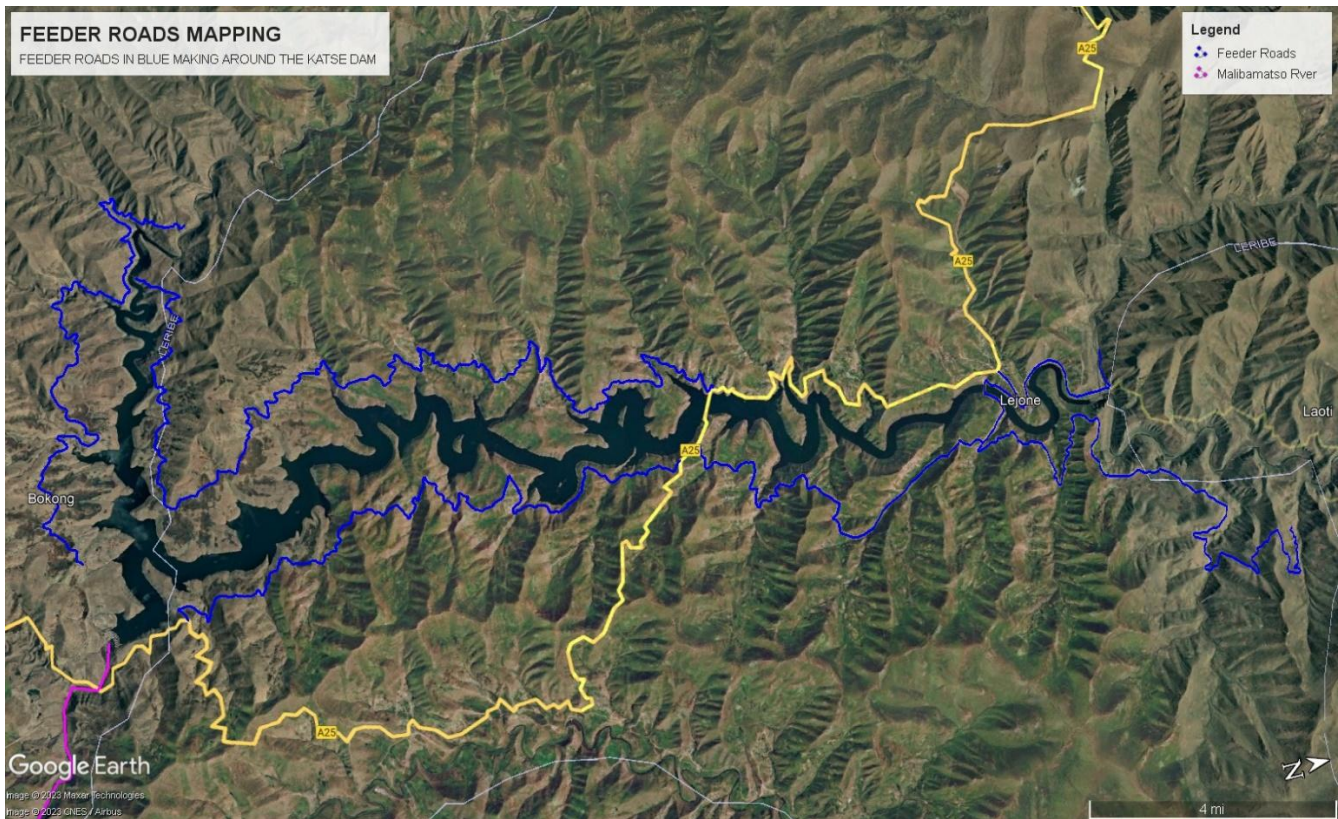 FEEDER ROADS MAPPING
FEEDER ROADS IN BLUE MAKING AROUND THE KATSE DAM
Legend
Feeder Roads
Malibamatso Rver
A25
A25
LERIBE
LERIBE
Lejone
Laoti
A25
Bokong
A25
Google Earth
Image © 2023 Maxar Technologies
Image © 2023 CNES / Airbus
N
4 mi